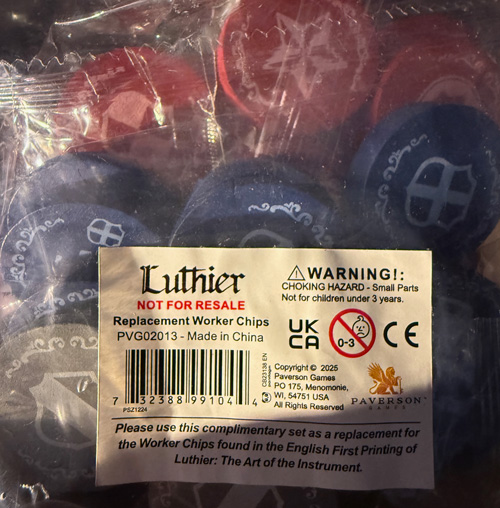 Luthier
NOT FOR RESALE
Replacement Worker Chips
PVG02013 - Made in China
7 32388 99104 4
PSZ1224
WARNING!:
CHOKING HAZARD - Small Parts
Not for children under 3 years.
UK
CA
0-3
CE
Copyright © 2025
Paverson Games
PO 175, Menomonie,
WI, 54751 USA
All Rights Reserved
PAVERSON
GAMES
Please use this complimentary set as a replacement for
the Worker Chips found in the English First Printing of
Luthier: The Art of the Instrument.